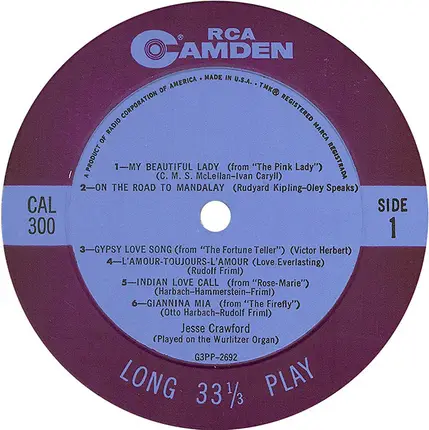 RCA
CAMDEN
A PRODUCT OF RADIO CORPORATION OF AMERICA • MADE IN U.S.A. • TMK® REGISTERED MARCA REGISTRADA
1—MY BEAUTIFUL LADY (from "The Pink Lady")
(C. M. S. McLellan-Ivan Caryll)
2—ON THE ROAD TO MANDALAY (Rudyard Kipling-Oley Speaks)
CAL
300
SIDE
1
3—GYPSY LOVE SONG (from "The Fortune Teller") (Victor Herbert)
4—L'AMOUR-TOUJOURS-L'AMOUR (Love Everlasting)
(Rudolf Friml)
5—INDIAN LOVE CALL (from "Rose-Marie")
(Harbach-Hammerstein-Friml)
6—GIANNINA MIA (from "The Firefly")
(Otto Harbach-Rudolf Friml)
Jesse Crawford
(Played on the Wurlitzer Organ)
G3PP-2692
LONG 33⅓ PLAY